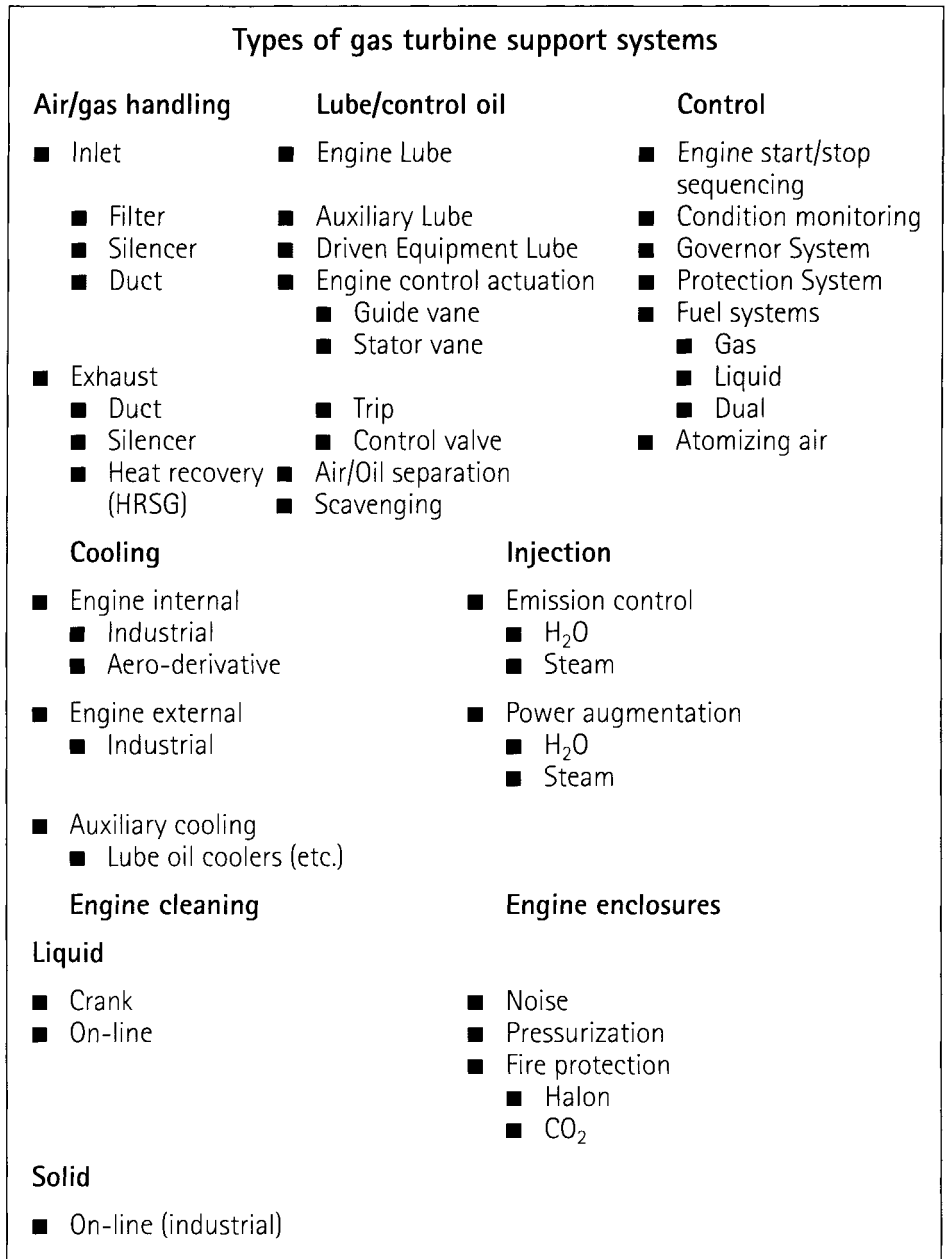 Types of gas turbine support systems
Air/gas handling
■ Inlet
■ Filter
■ Silencer
■ Duct
■ Exhaust
■ Duct
■ Silencer
■ Heat recovery
(HRSG)
Lube/control oil
■ Engine Lube
■ Auxiliary Lube
■ Driven Equipment Lube
■ Engine control actuation
■ Guide vane
■ Stator vane
■ Trip
■ Control valve
■ Air/Oil separation
■ Scavenging
Control
■ Engine start/stop
sequencing
■ Condition monitoring
■ Governor System
■ Protection System
■ Fuel systems
■ Gas
■ Liquid
■ Dual
■ Atomizing air
Cooling
■ Engine internal
■ Industrial
■ Aero-derivative
■ Engine external
■ Industrial
■ Auxiliary cooling
■ Lube oil coolers (etc.)
Injection
■ Emission control
■ H₂O
■ Steam
■ Power augmentation
■ H₂O
■ Steam
Engine cleaning
Liquid
■ Crank
■ On-line
Solid
■ On-line (industrial)
Engine enclosures
■ Noise
■ Pressurization
■ Fire protection
■ Halon
■ CO₂